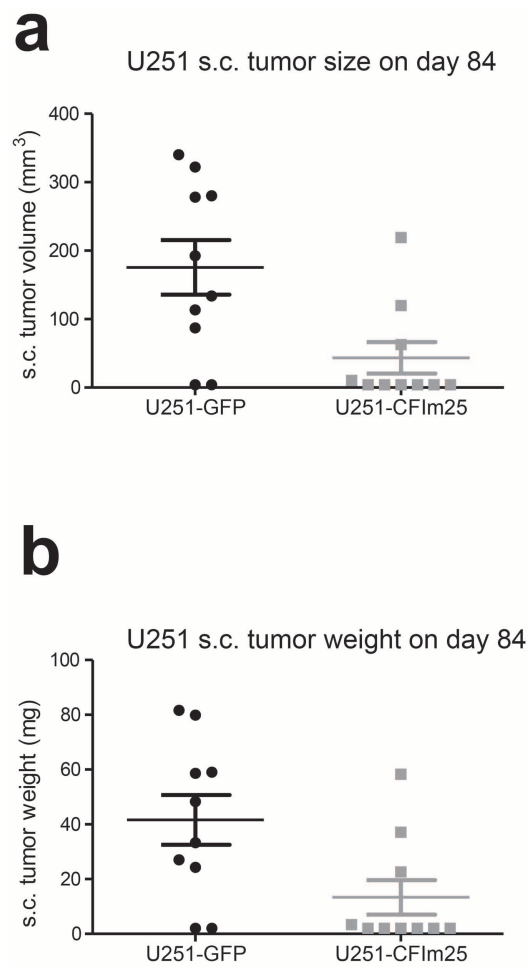 a
U251 s.c. tumor size on day 84
s.c. tumor volume (mm³)
400
300
200
100
0
U251-GFP
U251-CFIm25
b
U251 s.c. tumor weight on day 84
s.c. tumor weight (mg)
100
80
60
40
20
0
U251-GFP
U251-CFIm25